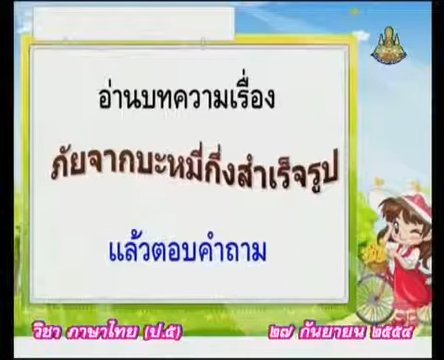 อ่านบทความเรื่อง
ภัยจากบะหมี่กึ่งสำเร็จรูป
แล้วตอบคำถาม
วิชา ภาษาไทย (ป.๕)
๒๗ กันยายน ๒๕๕๔